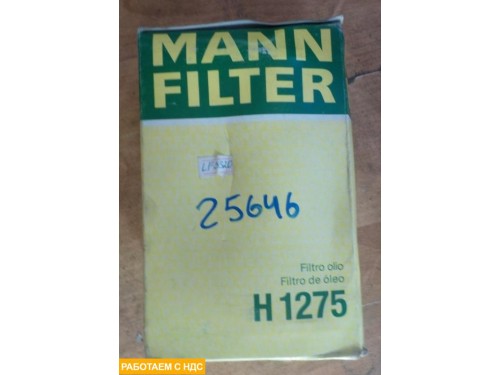 MANN
FILTER
25646
Filtro olio
Filtro de óleo
H 1275
РАБОТАЕМ С НДС